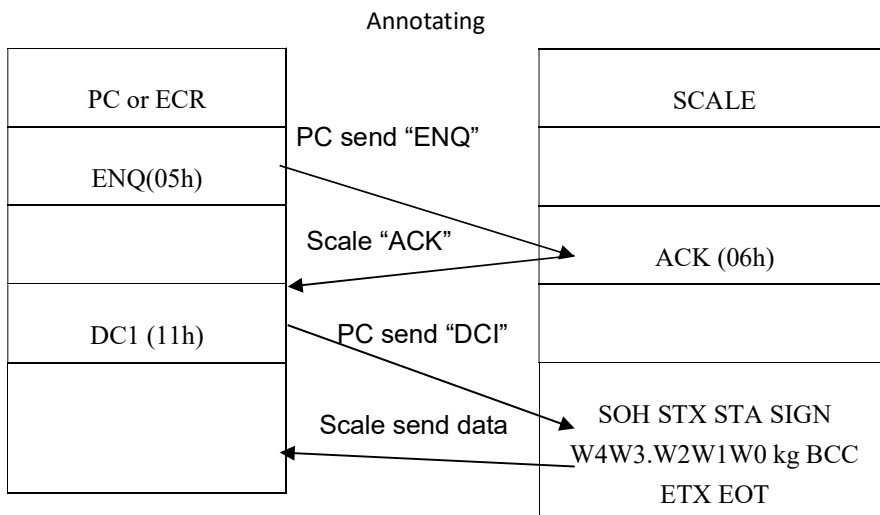 Annotating
PC or ECR
SCALE
PC send “ENQ”
ENQ(05h)
Scale “ACK”
ACK (06h)
DC1 (11h)
PC send “DCI”
Scale send data
SOH STX STA SIGN
W4W3.W2W1W0 kg BCC
ETX EOT